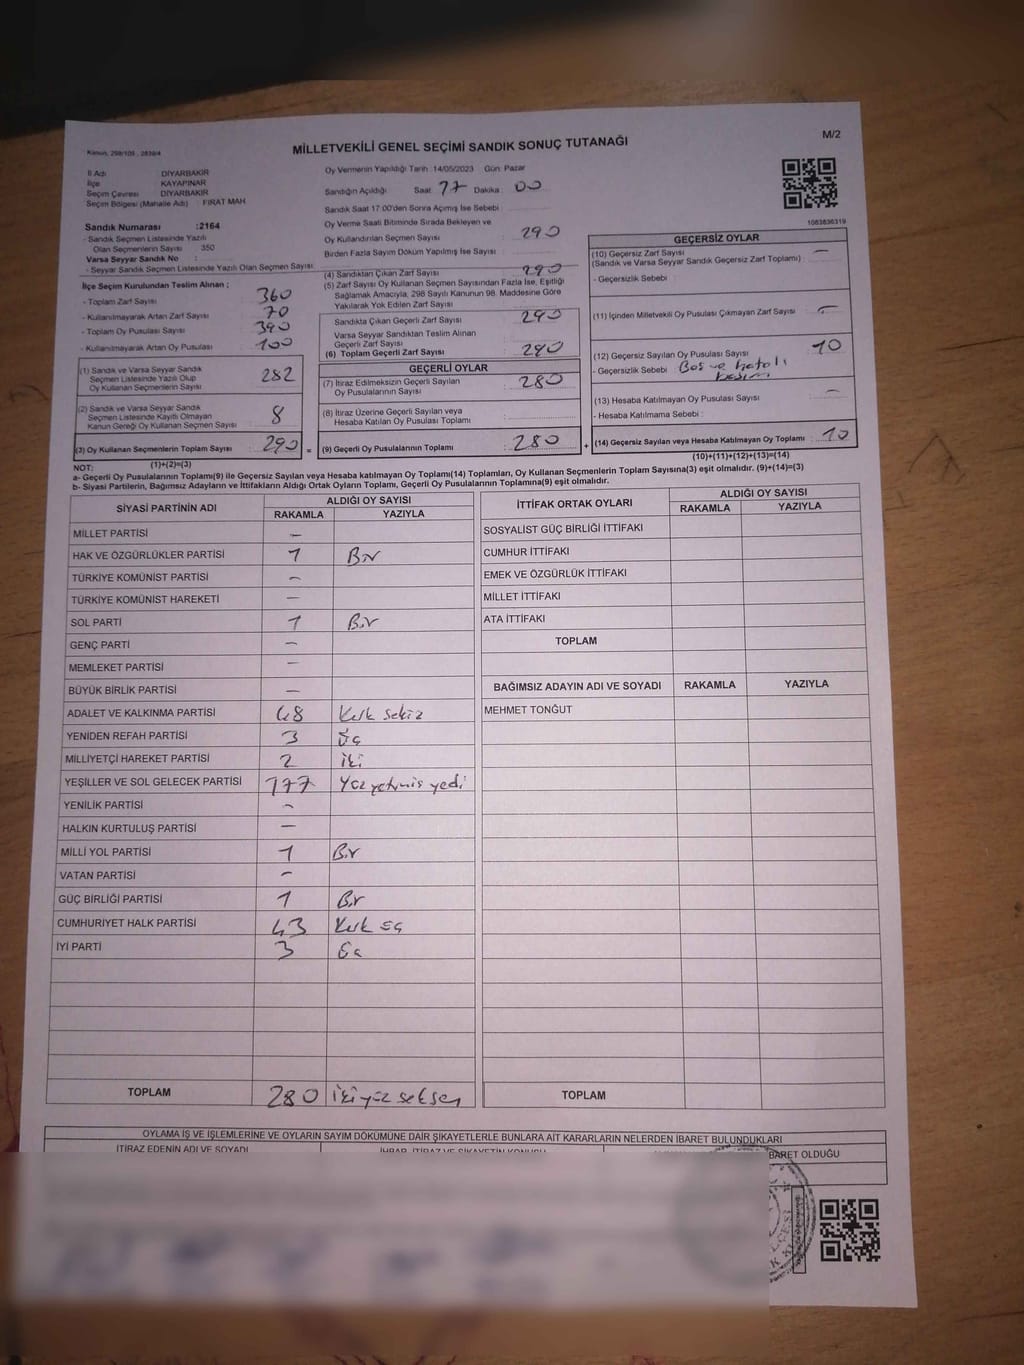 Kanun, 298/105 , 2839/4
MİLLETVEKİLİ GENEL SEÇİMİ SANDIK SONUÇ TUTANAĞI
M/2
İl Adı DİYARBAKIR
İlçe KAYAPINAR
Seçim Çevresi DİYARBAKIR
Seçim Bölgesi (Mahalle Adı) : FIRAT MAH
Oy Vermenin Yapıldığı Tarih :14/05/2023 Gün: Pazar
Sandığın Açıldığı Saat : 17 Dakika : 00
Sandık Saat 17:00'den Sonra Açımış İse Sebebi :
Oy Verme Saati Bitiminde Sırada Bekleyen ve
Oy Kullandırılan Seçmen Sayısı : 290
Birden Fazla Sayım Döküm Yapılmış İse Sayısı :
1083836319
Sandık Numarası :2164
- Sandık Seçmen Listesinde Yazılı
Olan Seçmenlerin Sayısı 350
Varsa Seyyar Sandık No :
- Seyyar Sandık Seçmen Listesinde Yazılı Olan Seçmen Sayısı:
İlçe Seçim Kurulundan Teslim Alınan ;
- Toplam Zarf Sayısı : 360
- Kullanılmayarak Artan Zarf Sayısı : 70
- Toplam Oy Pusulası Sayısı : 390
- Kullanılmayarak Artan Oy Pusulası : 100
(1) Sandık ve Varsa Seyyar Sandık
Seçmen Listesinde Yazılı Olup
Oy Kullanan Seçmenlerin Sayısı : 282
(2) Sandık ve Varsa Seyyar Sandık
Seçmen Listesinde Kayıtlı Olmayan
Kanun Gereği Oy Kullanan Seçmen Sayısı : 8
(3) Oy Kullanan Seçmenlerin Toplam Sayısı : 290 =
(1)+(2)=(3)
(4) Sandıktan Çıkan Zarf Sayısı : 290
(5) Zarf Sayısı Oy Kullanan Seçmen Sayısından Fazla İse, Eşitliği
Sağlamak Amacıyla, 298 Sayılı Kanunun 98. Maddesine Göre
Yakılarak Yok Edilen Zarf Sayısı :
Sandıkta Çıkan Geçerli Zarf Sayısı : 290
Varsa Seyyar Sandıktan Teslim Alınan
Geçerli Zarf Sayısı :
(6) Toplam Geçerli Zarf Sayısı : 290
GEÇERLİ OYLAR
(7) İtiraz Edilmeksizin Geçerli Sayılan
Oy Pusulalarının Sayısı : 280
(8) İtiraz Üzerine Geçerli Sayılan veya
Hesaba Katılan Oy Pusulası Toplamı :
(9) Geçerli Oy Pusulalarının Toplamı : 280 +
GEÇERSİZ OYLAR
(10) Geçersiz Zarf Sayısı : —
(Sandık ve Varsa Seyyar Sandık Geçersiz Zarf Toplamı)
- Geçersizlik Sebebi :
(11) İçinden Milletvekili Oy Pusulası Çıkmayan Zarf Sayısı : -
(12) Geçersiz Sayılan Oy Pusulası Sayısı : 10
- Geçersizlik Sebebi : Boş ve hatalı
(13) Hesaba Katılmayan Oy Pusulası Sayısı : —
- Hesaba Katılmama Sebebi :
(14) Geçersiz Sayılan veya Hesaba Katılmayan Oy Toplamı : 10
(10)+(11)+(12)+(13)=(14)
NOT:
a- Geçerli Oy Pusulalarının Toplamı(9) ile Geçersiz Sayılan veya Hesaba katılmayan Oy Toplamı(14) Toplamları, Oy Kullanan Seçmenlerin Toplam Sayısına(3) eşit olmalıdır. (9)+(14)=(3)
b- Siyasi Partilerin, Bağımsız Adayların ve İttifakların Aldığı Ortak Oyların Toplamı, Geçerli Oy Pusulalarının Toplamına(9) eşit olmalıdır.
SİYASİ PARTİNİN ADI ALDIĞI OY SAYISI
RAKAMLA YAZIYLA
MİLLET PARTİSİ —
HAK VE ÖZGÜRLÜKLER PARTİSİ 1 Bir
TÜRKİYE KOMÜNİST PARTİSİ —
TÜRKİYE KOMÜNİST HAREKETİ —
SOL PARTİ 1 Bir
GENÇ PARTİ —
MEMLEKET PARTİSİ —
BÜYÜK BİRLİK PARTİSİ —
ADALET VE KALKINMA PARTİSİ 48 Kırk sekiz
YENİDEN REFAH PARTİSİ 3 Üç
MİLLİYETÇİ HAREKET PARTİSİ 2 İki
YEŞİLLER VE SOL GELECEK PARTİSİ 177 Yüz yetmiş yedi
YENİLİK PARTİSİ —
HALKIN KURTULUŞ PARTİSİ —
MİLLİ YOL PARTİSİ 1 Bir
VATAN PARTİSİ —
GÜÇ BİRLİĞİ PARTİSİ 1 Bir
CUMHURİYET HALK PARTİSİ 43 Kırk üç
İYİ PARTİ 3 Üç
TOPLAM 280 İki yüz seksen
İTTİFAK ORTAK OYLARI ALDIĞI OY SAYISI
RAKAMLA YAZIYLA
SOSYALİST GÜÇ BİRLİĞİ İTTİFAKI
CUMHUR İTTİFAKI
EMEK VE ÖZGÜRLÜK İTTİFAKI
MİLLET İTTİFAKI
ATA İTTİFAKI
TOPLAM
BAĞIMSIZ ADAYIN ADI VE SOYADI RAKAMLA YAZIYLA
MEHMET TONĞUT
TOPLAM
OYLAMA İŞ VE İŞLEMLERİNE VE OYLARIN SAYIM DÖKÜMÜNE DAİR ŞİKAYETLERLE BUNLARA AİT KARARLARIN NELERDEN İBARET BULUNDUKLARI
İTİRAZ EDENİN ADI VE SOYADI İHBAR, İTİRAZ VE ŞİKAYETİN KONUSU BARET OLDUĞU